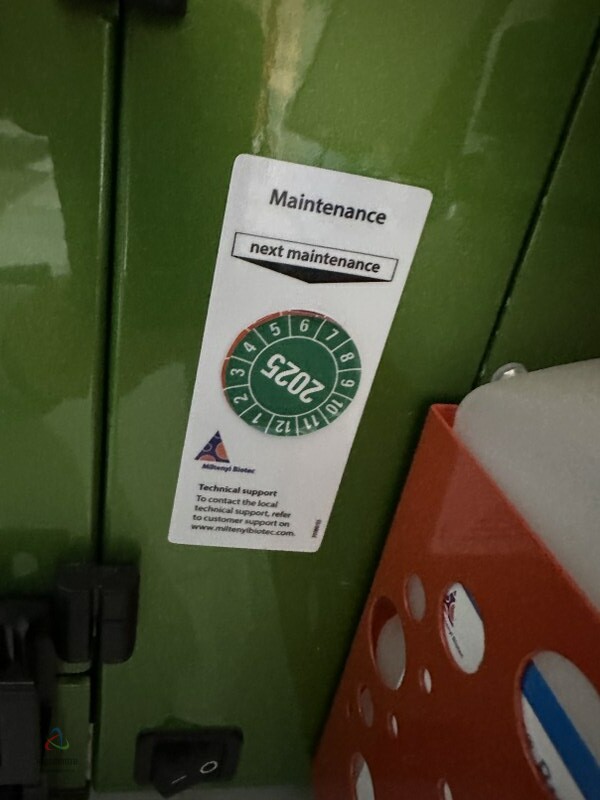 Maintenance
next maintenance
1 2 3 4 5 6 7 8 9 10 11 12
2025
Miltenyi Biotec
Technical support
To contact the local
technical support, refer
to customer support on
www.miltenyibiotec.com.